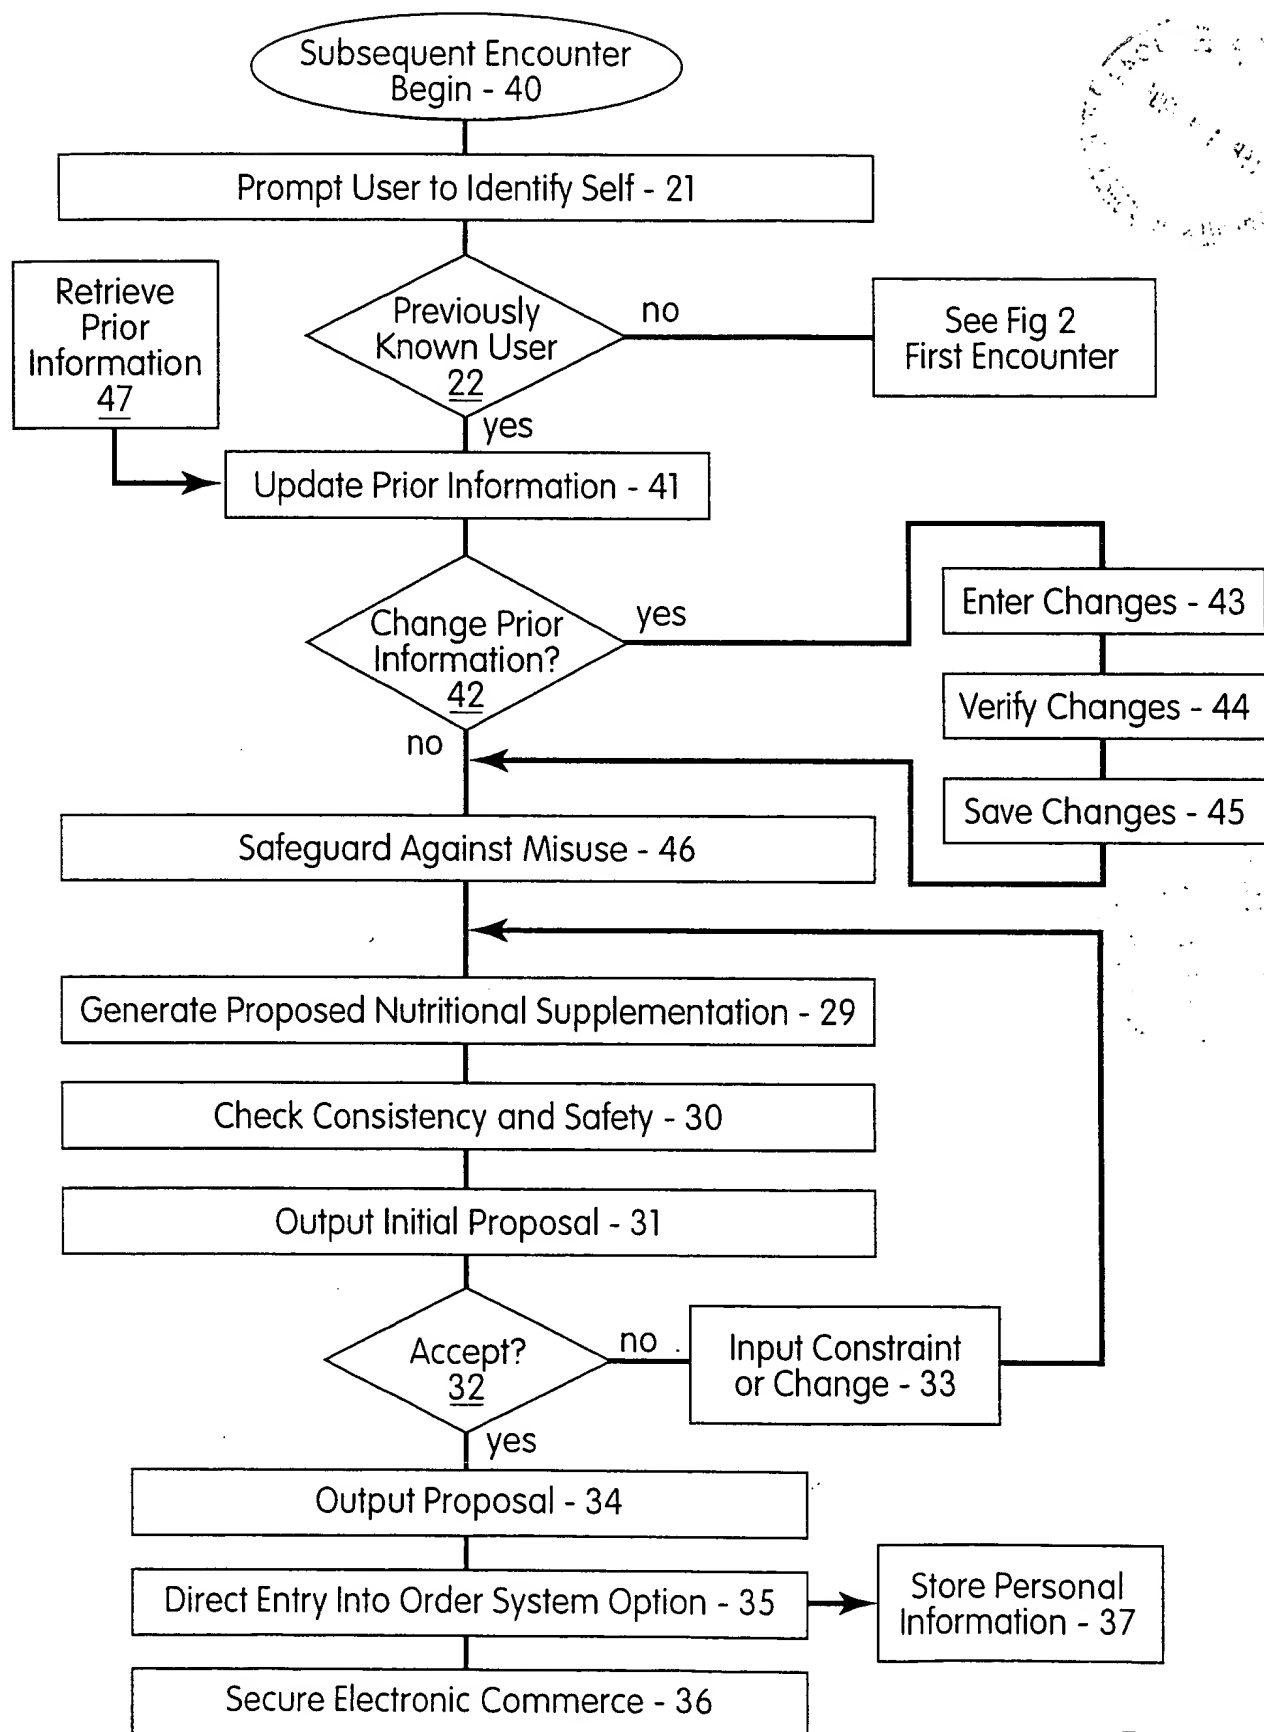 Subsequent Encounter
Begin - 40
Prompt User to Identify Self - 21
Retrieve
Prior
Information
47
Previously
Known User
22
no
See Fig 2
First Encounter
yes
Update Prior Information - 41
Change Prior
Information?
42
yes
Enter Changes - 43
Verify Changes - 44
Save Changes - 45
no
Safeguard Against Misuse - 46
Generate Proposed Nutritional Supplementation - 29
Check Consistency and Safety - 30
Output Initial Proposal - 31
Accept?
32
no
Input Constraint
or Change - 33
yes
Output Proposal - 34
Direct Entry Into Order System Option - 35
Store Personal
Information - 37
Secure Electronic Commerce - 36